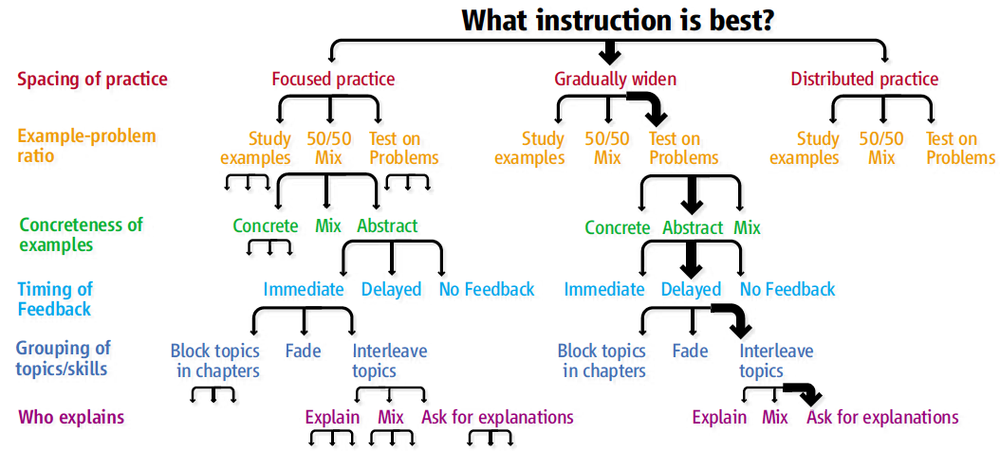 What instruction is best?
Spacing of practice Focused practice Gradually widen Distributed practice
Example-problem Study 50/50 Test on Study 50/50 Test on Study 50/50 Test on
ratio examples Mix Problems examples Mix Problems examples Mix Problems
Concreteness of Concrete Mix Abstract Concrete Abstract Mix
examples
Timing of Immediate Delayed No Feedback Immediate Delayed No Feedback
Feedback
Grouping of Block topics Fade Interleave Block topics Fade Interleave
topics/skills in chapters topics in chapters topics
Who explains Explain Mix Ask for explanations Explain Mix Ask for explanations